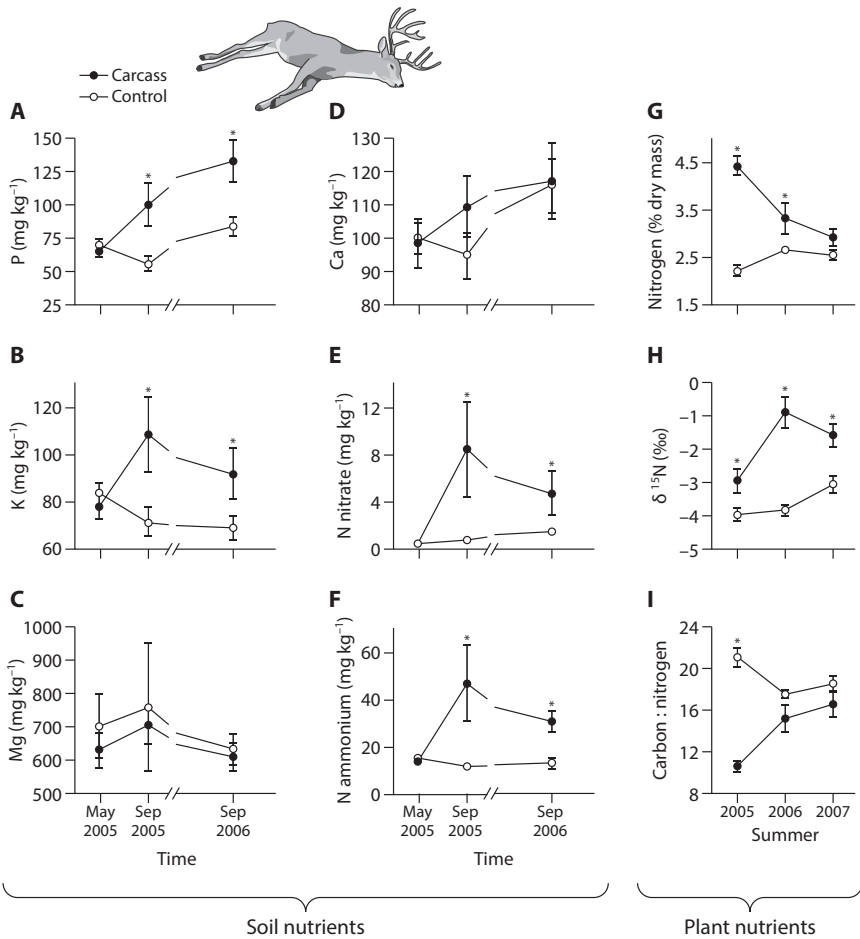 Carcass
Control
A
P (mg kg⁻¹)
150
125
100
75
50
25
*
*
B
K (mg kg⁻¹)
120
100
80
60
*
*
C
Mg (mg kg⁻¹)
1000
900
800
700
600
500
May 2005
Sep 2005
Sep 2006
Time
D
Ca (mg kg⁻¹)
130
120
110
100
90
80
E
N nitrate (mg kg⁻¹)
12
8
4
0
*
*
F
N ammonium (mg kg⁻¹)
60
40
20
0
*
*
May 2005
Sep 2005
Sep 2006
Time
Soil nutrients
G
Nitrogen (% dry mass)
4.5
3.5
2.5
1.5
*
*
H
δ ¹⁵N (‰)
0
−1
−2
−3
−4
−5
*
*
*
I
Carbon : nitrogen
24
20
16
12
8
*
2005
2006
2007
Summer
Plant nutrients